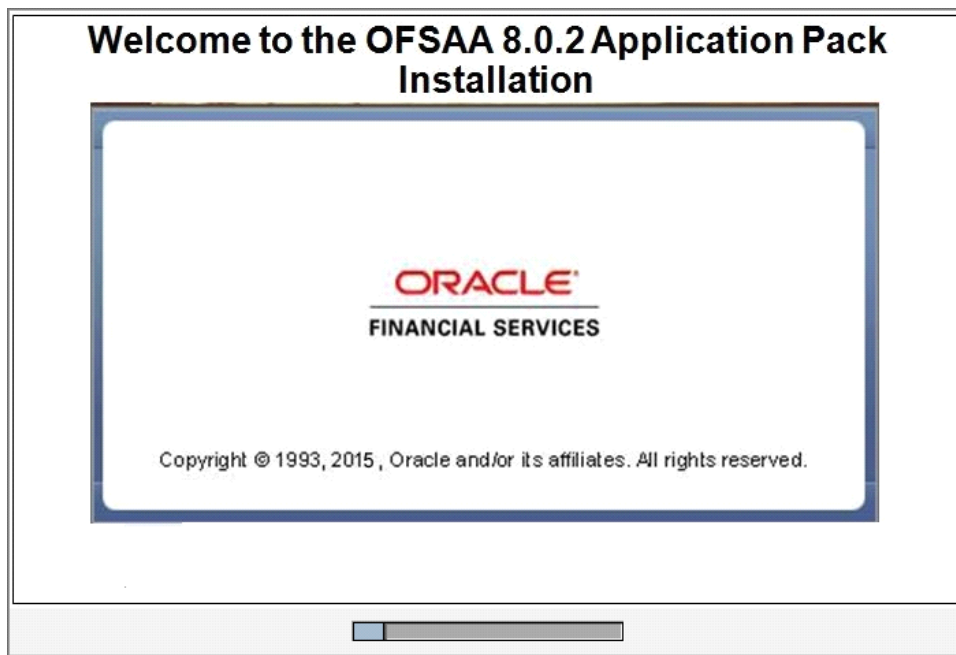 Welcome to the OFSAA 8.0.2 Application Pack
Installation
ORACLE
FINANCIAL SERVICES
Copyright © 1993, 2015 , Oracle and/or its affiliates. All rights reserved.